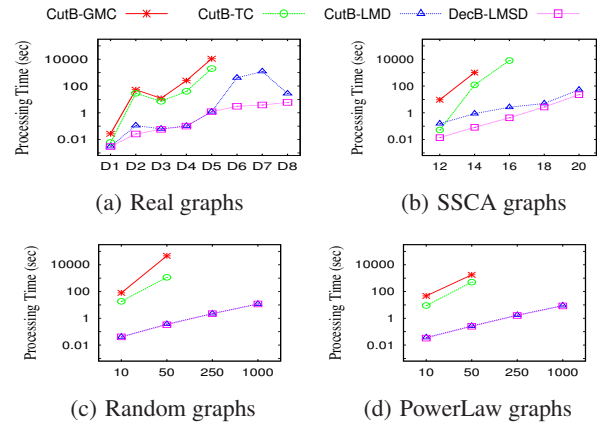 CutB-GMC CutB-TC CutB-LMD DecB-LMSD
Processing Time (sec)
10000
100
1
0.01
D1 D2 D3 D4 D5 D6 D7 D8
(a) Real graphs
Processing Time (sec)
10000
100
1
0.01
12 14 16 18 20
(b) SSCA graphs
Processing Time (sec)
10000
100
1
0.01
10 50 250 1000
(c) Random graphs
Processing Time (sec)
10000
100
1
0.01
10 50 250 1000
(d) PowerLaw graphs